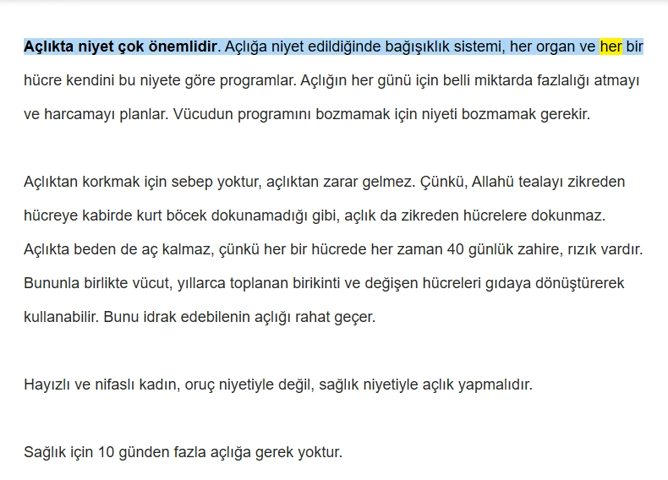 Açlıkta niyet çok önemlidir. Açlığa niyet edildiğinde bağışıklık sistemi, her organ ve her bir
hücre kendini bu niyete göre programlar. Açlığın her günü için belli miktarda fazlalığı atmayı
ve harcamayı planlar. Vücudun programını bozmamak için niyeti bozmamak gerekir.
Açlıktan korkmak için sebep yoktur, açlıktan zarar gelmez. Çünkü, Allahü tealayı zikreden
hücreye kabirde kurt böcek dokunamadığı gibi, açlık da zikreden hücrelere dokunmaz.
Açlıkta beden de aç kalmaz, çünkü her bir hücrede her zaman 40 günlük zahire, rızık vardır.
Bununla birlikte vücut, yıllarca toplanan birikinti ve değişen hücreleri gıdaya dönüştürerek
kullanabilir. Bunu idrak edebilenin açlığı rahat geçer.
Hayızlı ve nifaslı kadın, oruç niyetiyle değil, sağlık niyetiyle açlık yapmalıdır.
Sağlık için 10 günden fazla açlığa gerek yoktur.